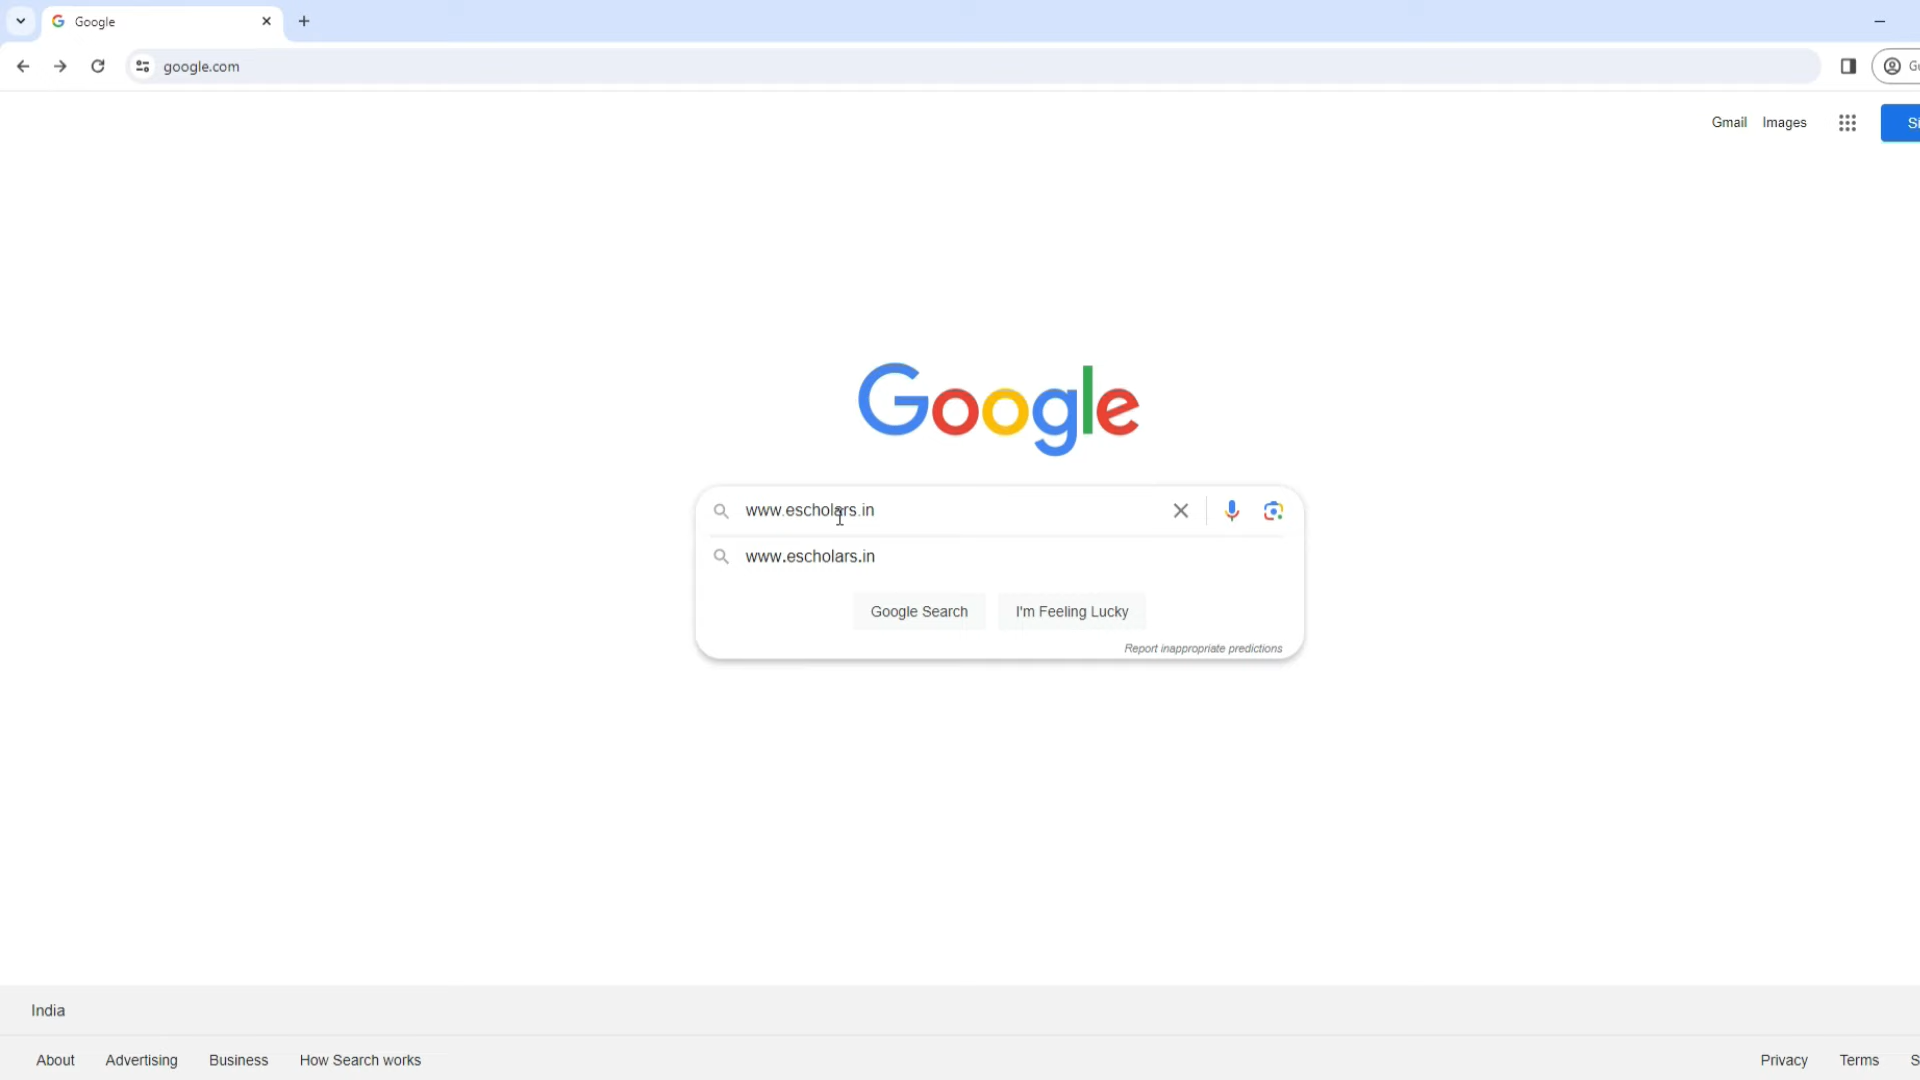 Google
google.com
Gmail Images
Google
www.escholars.in
www.escholars.in
Google Search I'm Feeling Lucky
Report inappropriate predictions
India
About Advertising Business How Search works Privacy Terms